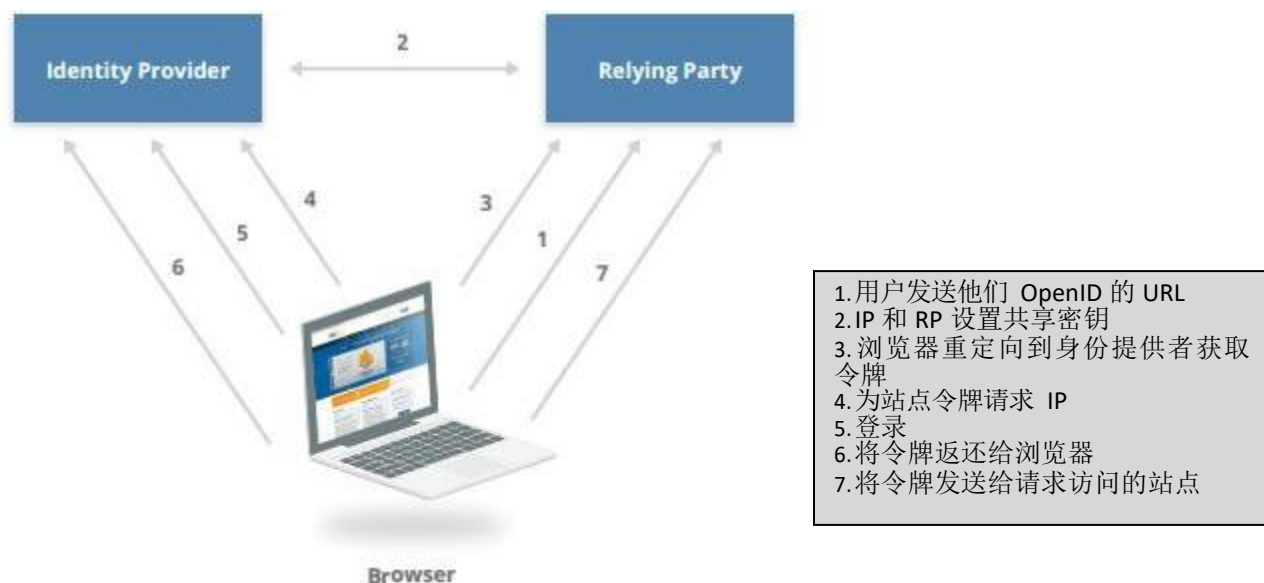 2
Identity Provider
Relying Party
4
3
5
1
6
7
1.用户发送他们 OpenID 的 URL
2.IP 和 RP 设置共享密钥
3.浏览器重定向到身份提供者获取
令牌
4.为站点令牌请求 IP
5.登录
6.将令牌返还给浏览器
7.将令牌发送给请求访问的站点
Browser